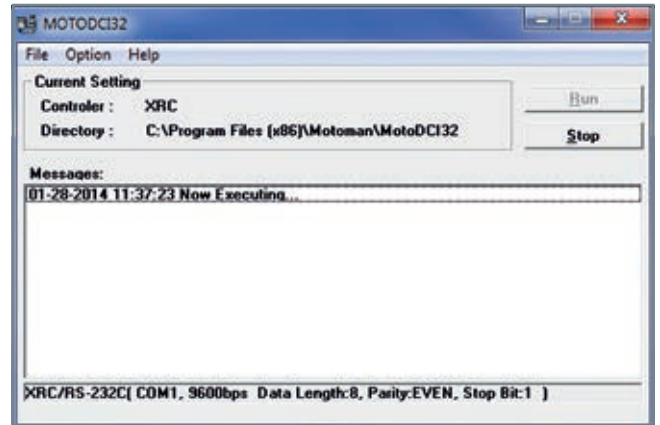 MOTODCI32
File Option Help
Current Setting
Controler : XRC
Directory : C:\Program Files (x86)\Motoman\MotoDCI32
Run
Stop
Messages:
01-28-2014 11:37:23 Now Executing...
XRC/RS-232C( COM1, 9600bps Data Length:8, Parity:EVEN, Stop Bit:1 )